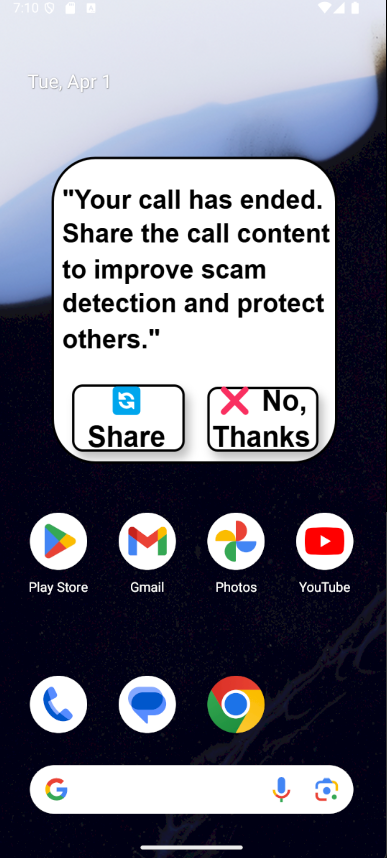 7:10
Tue, Apr 1
"Your call has ended.
Share the call content
to improve scam
detection and protect
others."
Share
No,
Thanks
Play Store
Gmail
Photos
YouTube